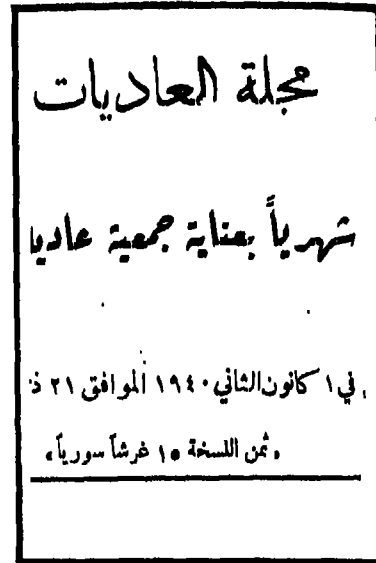 مجلة العاديات
شهرياً بعناية جمعية عاديا
في ١ كانون الثاني ١٩٤٠ الموافق ٢١ ذ
«ثمن النسخة ١٥ غرشاً سورياً»